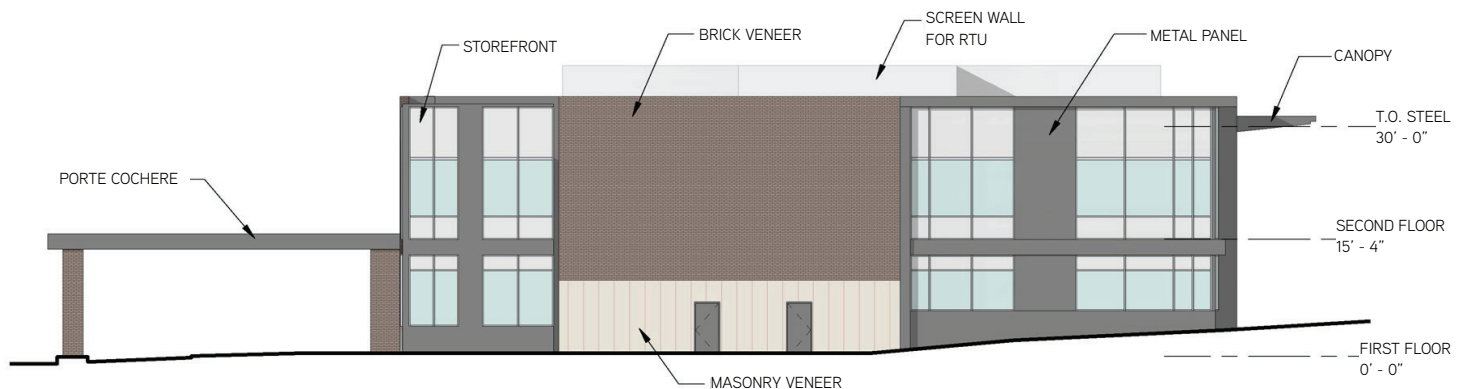 SCREEN WALL
FOR RTU
BRICK VENEER
METAL PANEL
STOREFRONT
CANOPY
T.O. STEEL
30' - 0"
PORTE COCHERE
SECOND FLOOR
15' - 4"
FIRST FLOOR
0' - 0"
MASONRY VENEER